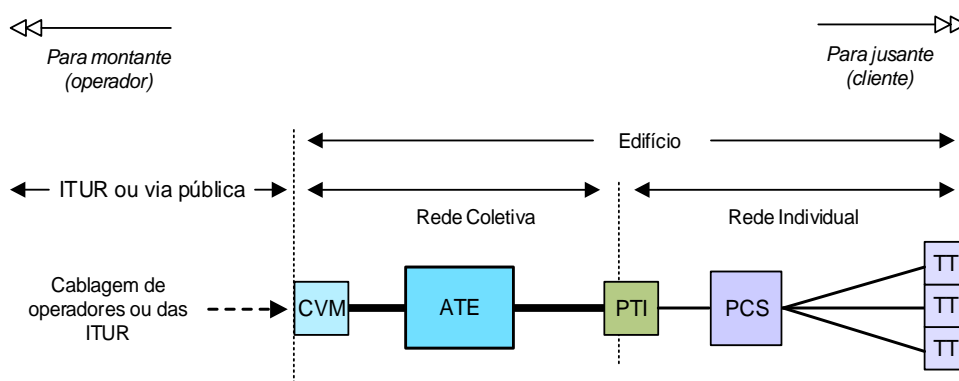 Para montante
(operador)
Para jusante
(cliente)
Edifício
ITUR ou via pública
Rede Coletiva
Rede Individual
Cablagem de
operadores ou das
ITUR
CVM
ATE
PTI
PCS
TT
TT
TT